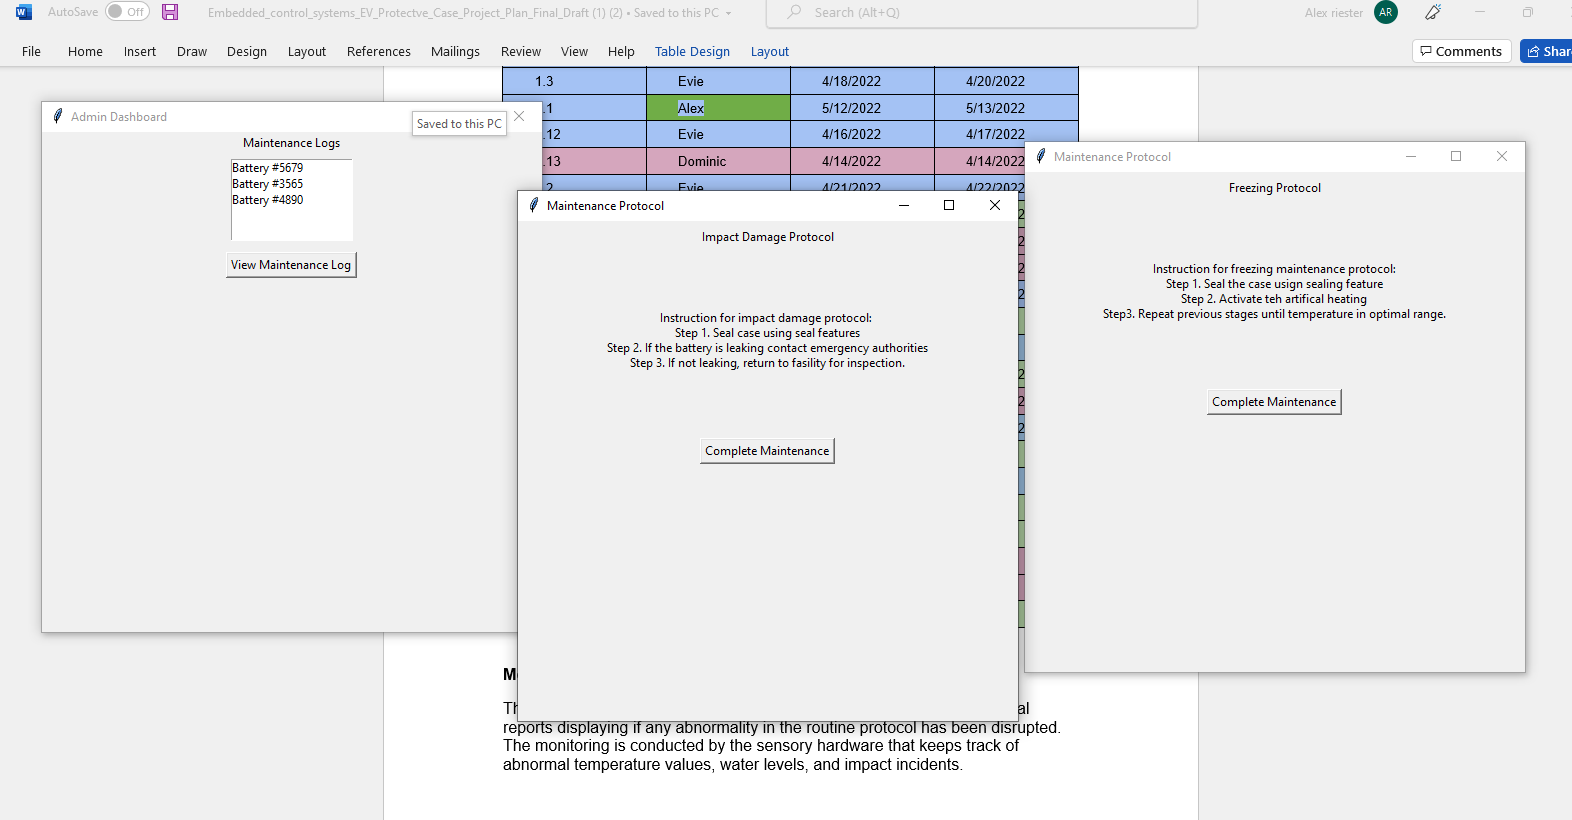 AutoSave Off Embedded_control_systems_EV_Protectve_Case_Project_Plan_Final_Draft (1) (2) • Saved to this PC Search (Alt+Q) Alex riester AR
File Home Insert Draw Design Layout References Mailings Review View Help Table Design Layout Comments Shar
1.3 Evie 4/18/2022 4/20/2022
.1 Alex 5/12/2022 5/13/2022
.12 Evie 4/16/2022 4/17/2022
.13 Dominic 4/14/2022 4/14/2022
2 Evie 4/21/2022 4/22/2022
Admin Dashboard
Saved to this PC
Maintenance Logs
Battery #5679
Battery #3565
Battery #4890
View Maintenance Log
Maintenance Protocol
Impact Damage Protocol
Instruction for impact damage protocol:
Step 1. Seal case using seal features
Step 2. If the battery is leaking contact emergency authorities
Step 3. If not leaking, return to fasility for inspection.
Complete Maintenance
Maintenance Protocol
Freezing Protocol
Instruction for freezing maintenance protocol:
Step 1. Seal the case usign sealing feature
Step 2. Activate teh artifical heating
Step3. Repeat previous stages until temperature in optimal range.
Complete Maintenance
reports displaying if any abnormality in the routine protocol has been disrupted.
The monitoring is conducted by the sensory hardware that keeps track of
abnormal temperature values, water levels, and impact incidents.